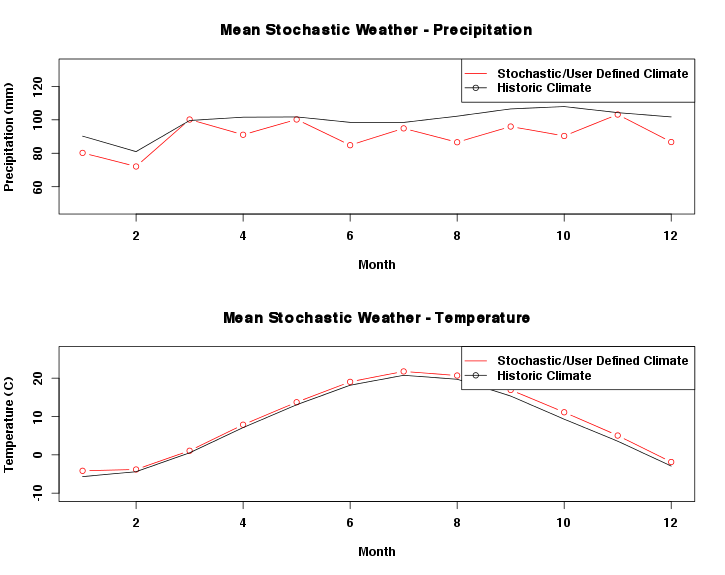 Mean Stochastic Weather - Precipitation
Precipitation (mm)
120
100
80
60
Stochastic/User Defined Climate
Historic Climate
2 4 6 8 10 12
Month
Mean Stochastic Weather - Temperature
Temperature (C)
20
10
0
-10
Stochastic/User Defined Climate
Historic Climate
2 4 6 8 10 12
Month